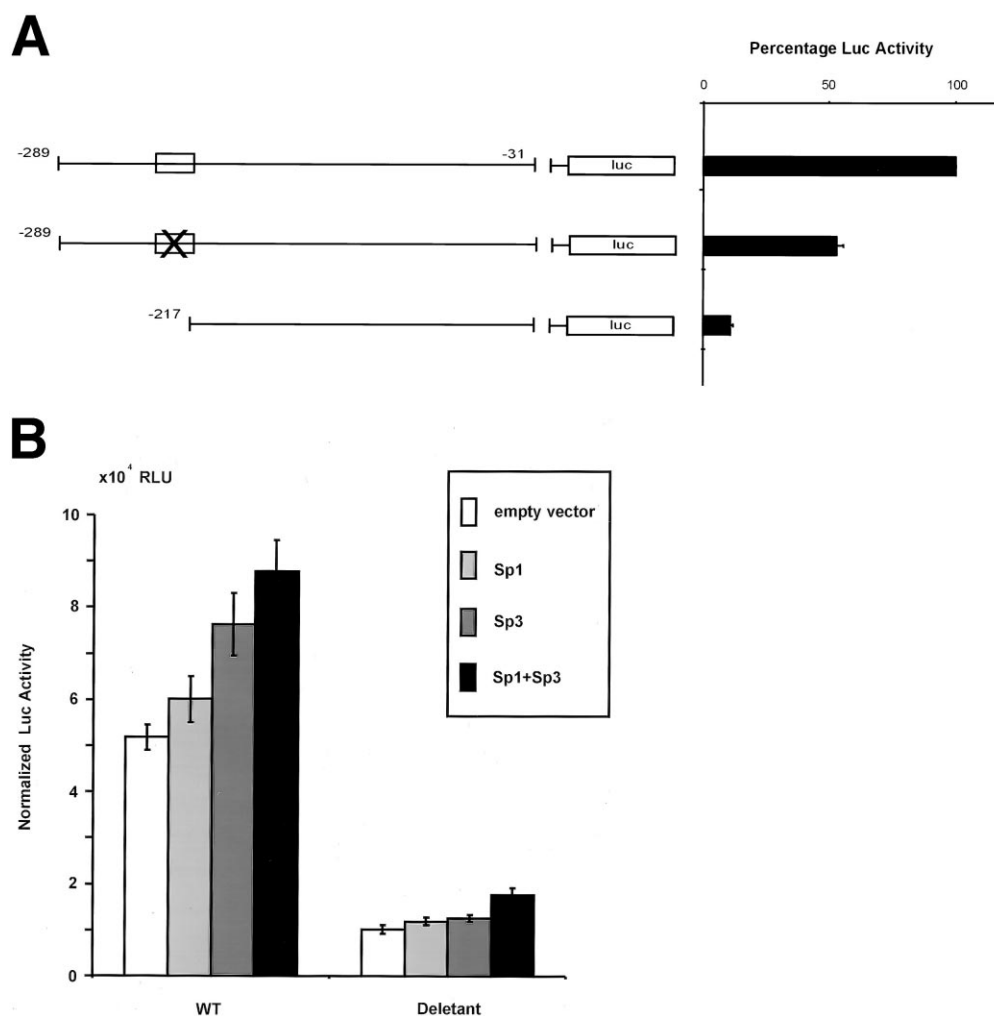 A
Percentage Luc Activity
0 50 100
-289 -31 luc
-289 luc
-217 luc
B
x10⁴ RLU
10
8
6
4
2
0
Normalized Luc Activity
empty vector
Sp1
Sp3
Sp1+Sp3
WT Deletant